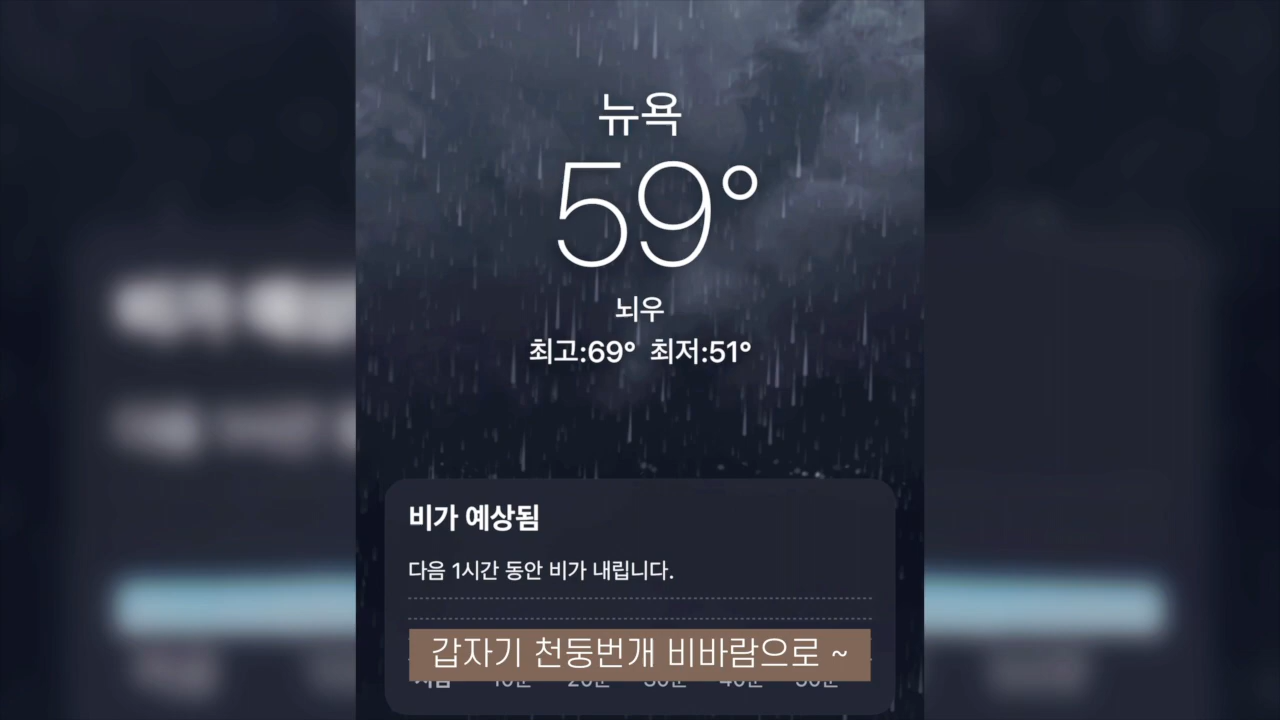 뉴욕
59°
뇌우
최고:69° 최저:51°
비가 예상됨
다음 1시간 동안 비가 내립니다.
갑자기 천둥번개 비바람으로 ~